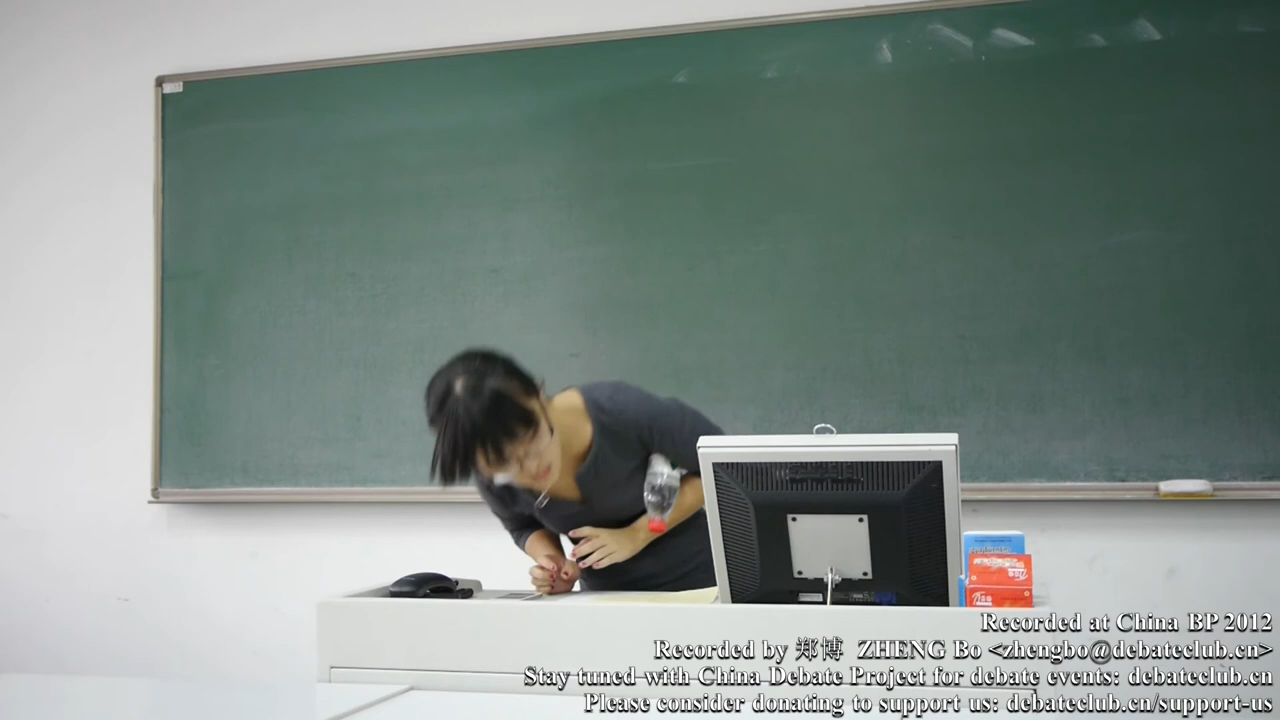 Recorded at China BP 2012
Recorded by 郑博 ZHENG Bo <zhengbo@debateclub.cn>
Stay tuned with China Debate Project for debate events: debateclub.cn
Please consider donating to support us: debateclub.cn/support-us